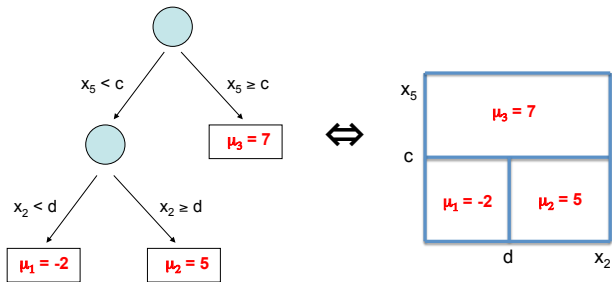 x₅ < c
x₅ ≥ c
μ₃ = 7
x₂ < d
x₂ ≥ d
μ₁ = -2
μ₂ = 5
⇔
x₅
μ₃ = 7
c
μ₁ = -2
μ₂ = 5
d
x₂